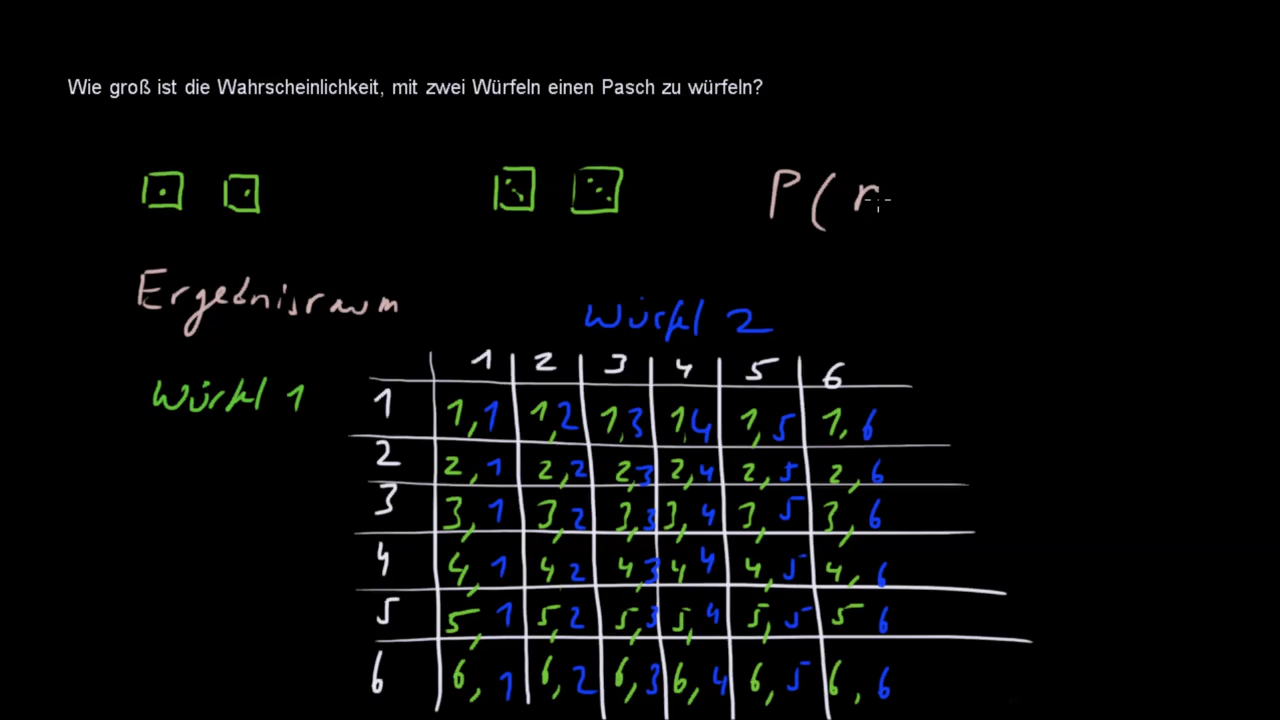 Wie groß ist die Wahrscheinlichkeit, mit zwei Würfeln einen Pasch zu würfeln?
P(r
Ergebnisraum
Würfel 2
Würfel 1
1 2 3 4 5 6
1 1,1 1,2 1,3 1,4 1,5 1,6
2 2,1 2,2 2,3 2,4 2,5 2,6
3 3,1 3,2 3,3 3,4 3,5 3,6
4 4,1 4,2 4,3 4 4 4,5 4,6
5 5,1 5,2 5,3 5,4 5,5 5 6
6 6,1 6,2 6,3 6,4 6,5 6,6